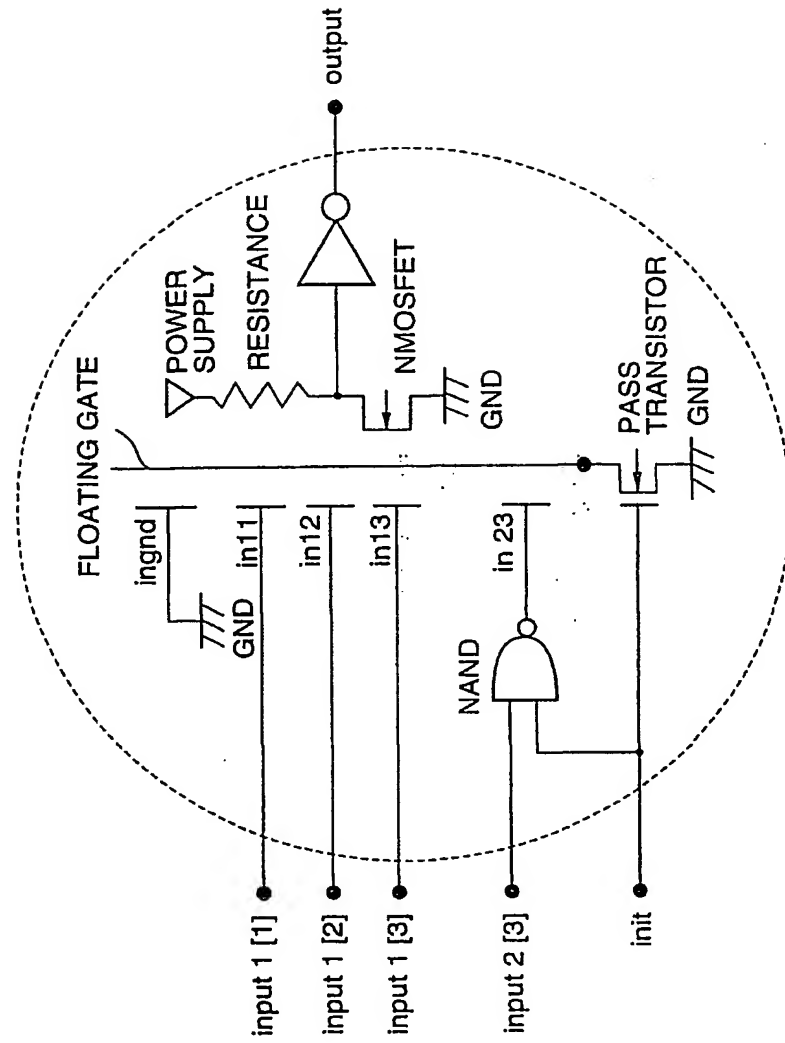 FLOATING GATE
POWER
SUPPLY
RESISTANCE
output
ingnd
GND
in11
in12
in13
NMOSFET
GND
input 1 [1]
input 1 [2]
input 1 [3]
NAND
in 23
PASS
TRANSISTOR
GND
input 2 [3]
init